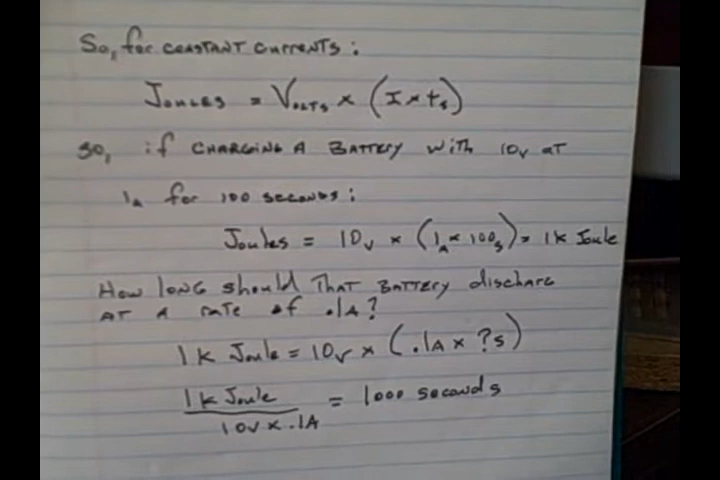 So, for constant currents:
Joules = Volts x (I x ts)
So, if charging a battery with 10v at
1A for 100 seconds:
Joules = 10v x (1A x 100s) = 1k Joule
How long should that battery discharg
at a rate of .1A?
1k Joule = 10v x (.1A x ?s)
1k Joule
10v x .1A = 1000 seconds